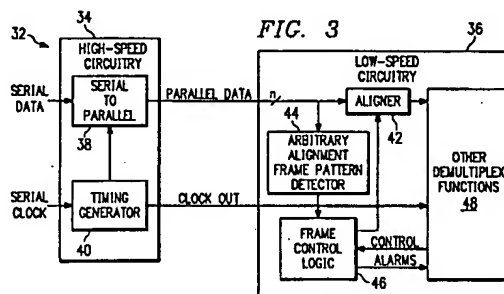 FIG. 3
32
34
HIGH-SPEED
CIRCUITRY
SERIAL
DATA
SERIAL
TO
PARALLEL
38
SERIAL
CLOCK
TIMING
GENERATOR
40
PARALLEL DATA
n
CLOCK OUT
36
LOW-SPEED
CIRCUITRY
ALIGNER
42
44
ARBITRARY
ALIGNMENT
FRAME PATTERN
DETECTOR
FRAME
CONTROL
LOGIC
46
CONTROL
ALARMS
OTHER
DEMULTIPLEX
FUNCTIONS
48